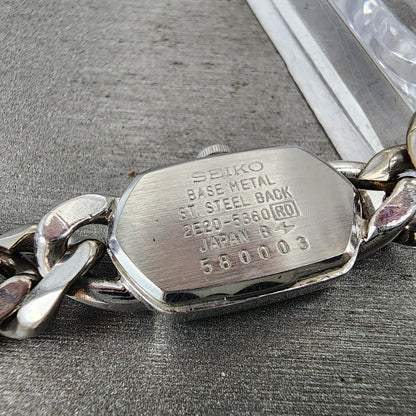 SEIKO
BASE METAL
ST. STEEL BACK
2E20-5360 R0
JAPAN B
580003